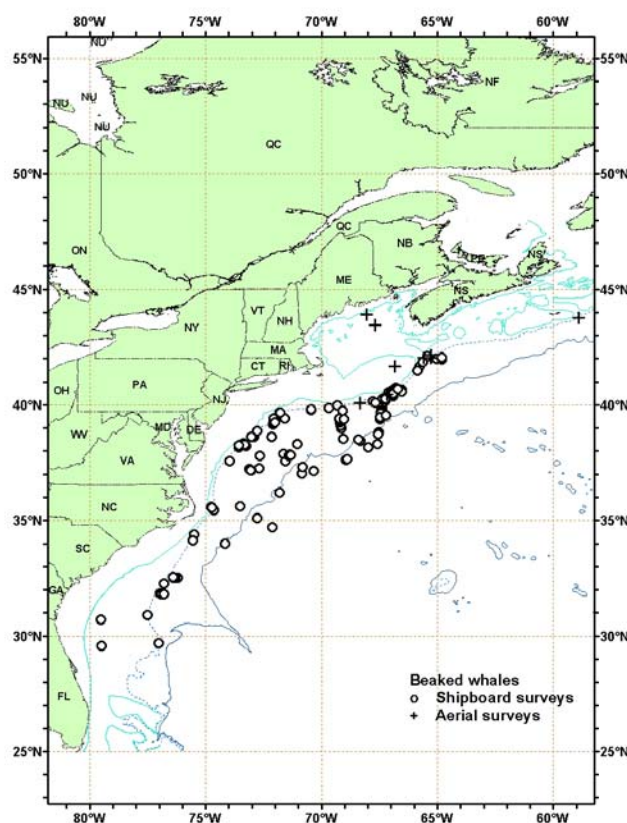 80°W 75°W 70°W 65°W 60°W
55°N 55°N
ND
NU
NU
NU
NF
QC
50°N 50°N
QC
NB
ON
PE
NS
ME
NS
45°N 45°N
VT
NH
NY
MA
CT RI
PA
OH
NJ
40°N 40°N
MD
DE
WV
VA
NC
35°N 35°N
SC
GA
30°N 30°N
FL
Beaked whales
Shipboard surveys
Aerial surveys
25°N 25°N
80°W 75°W 70°W 65°W 60°W